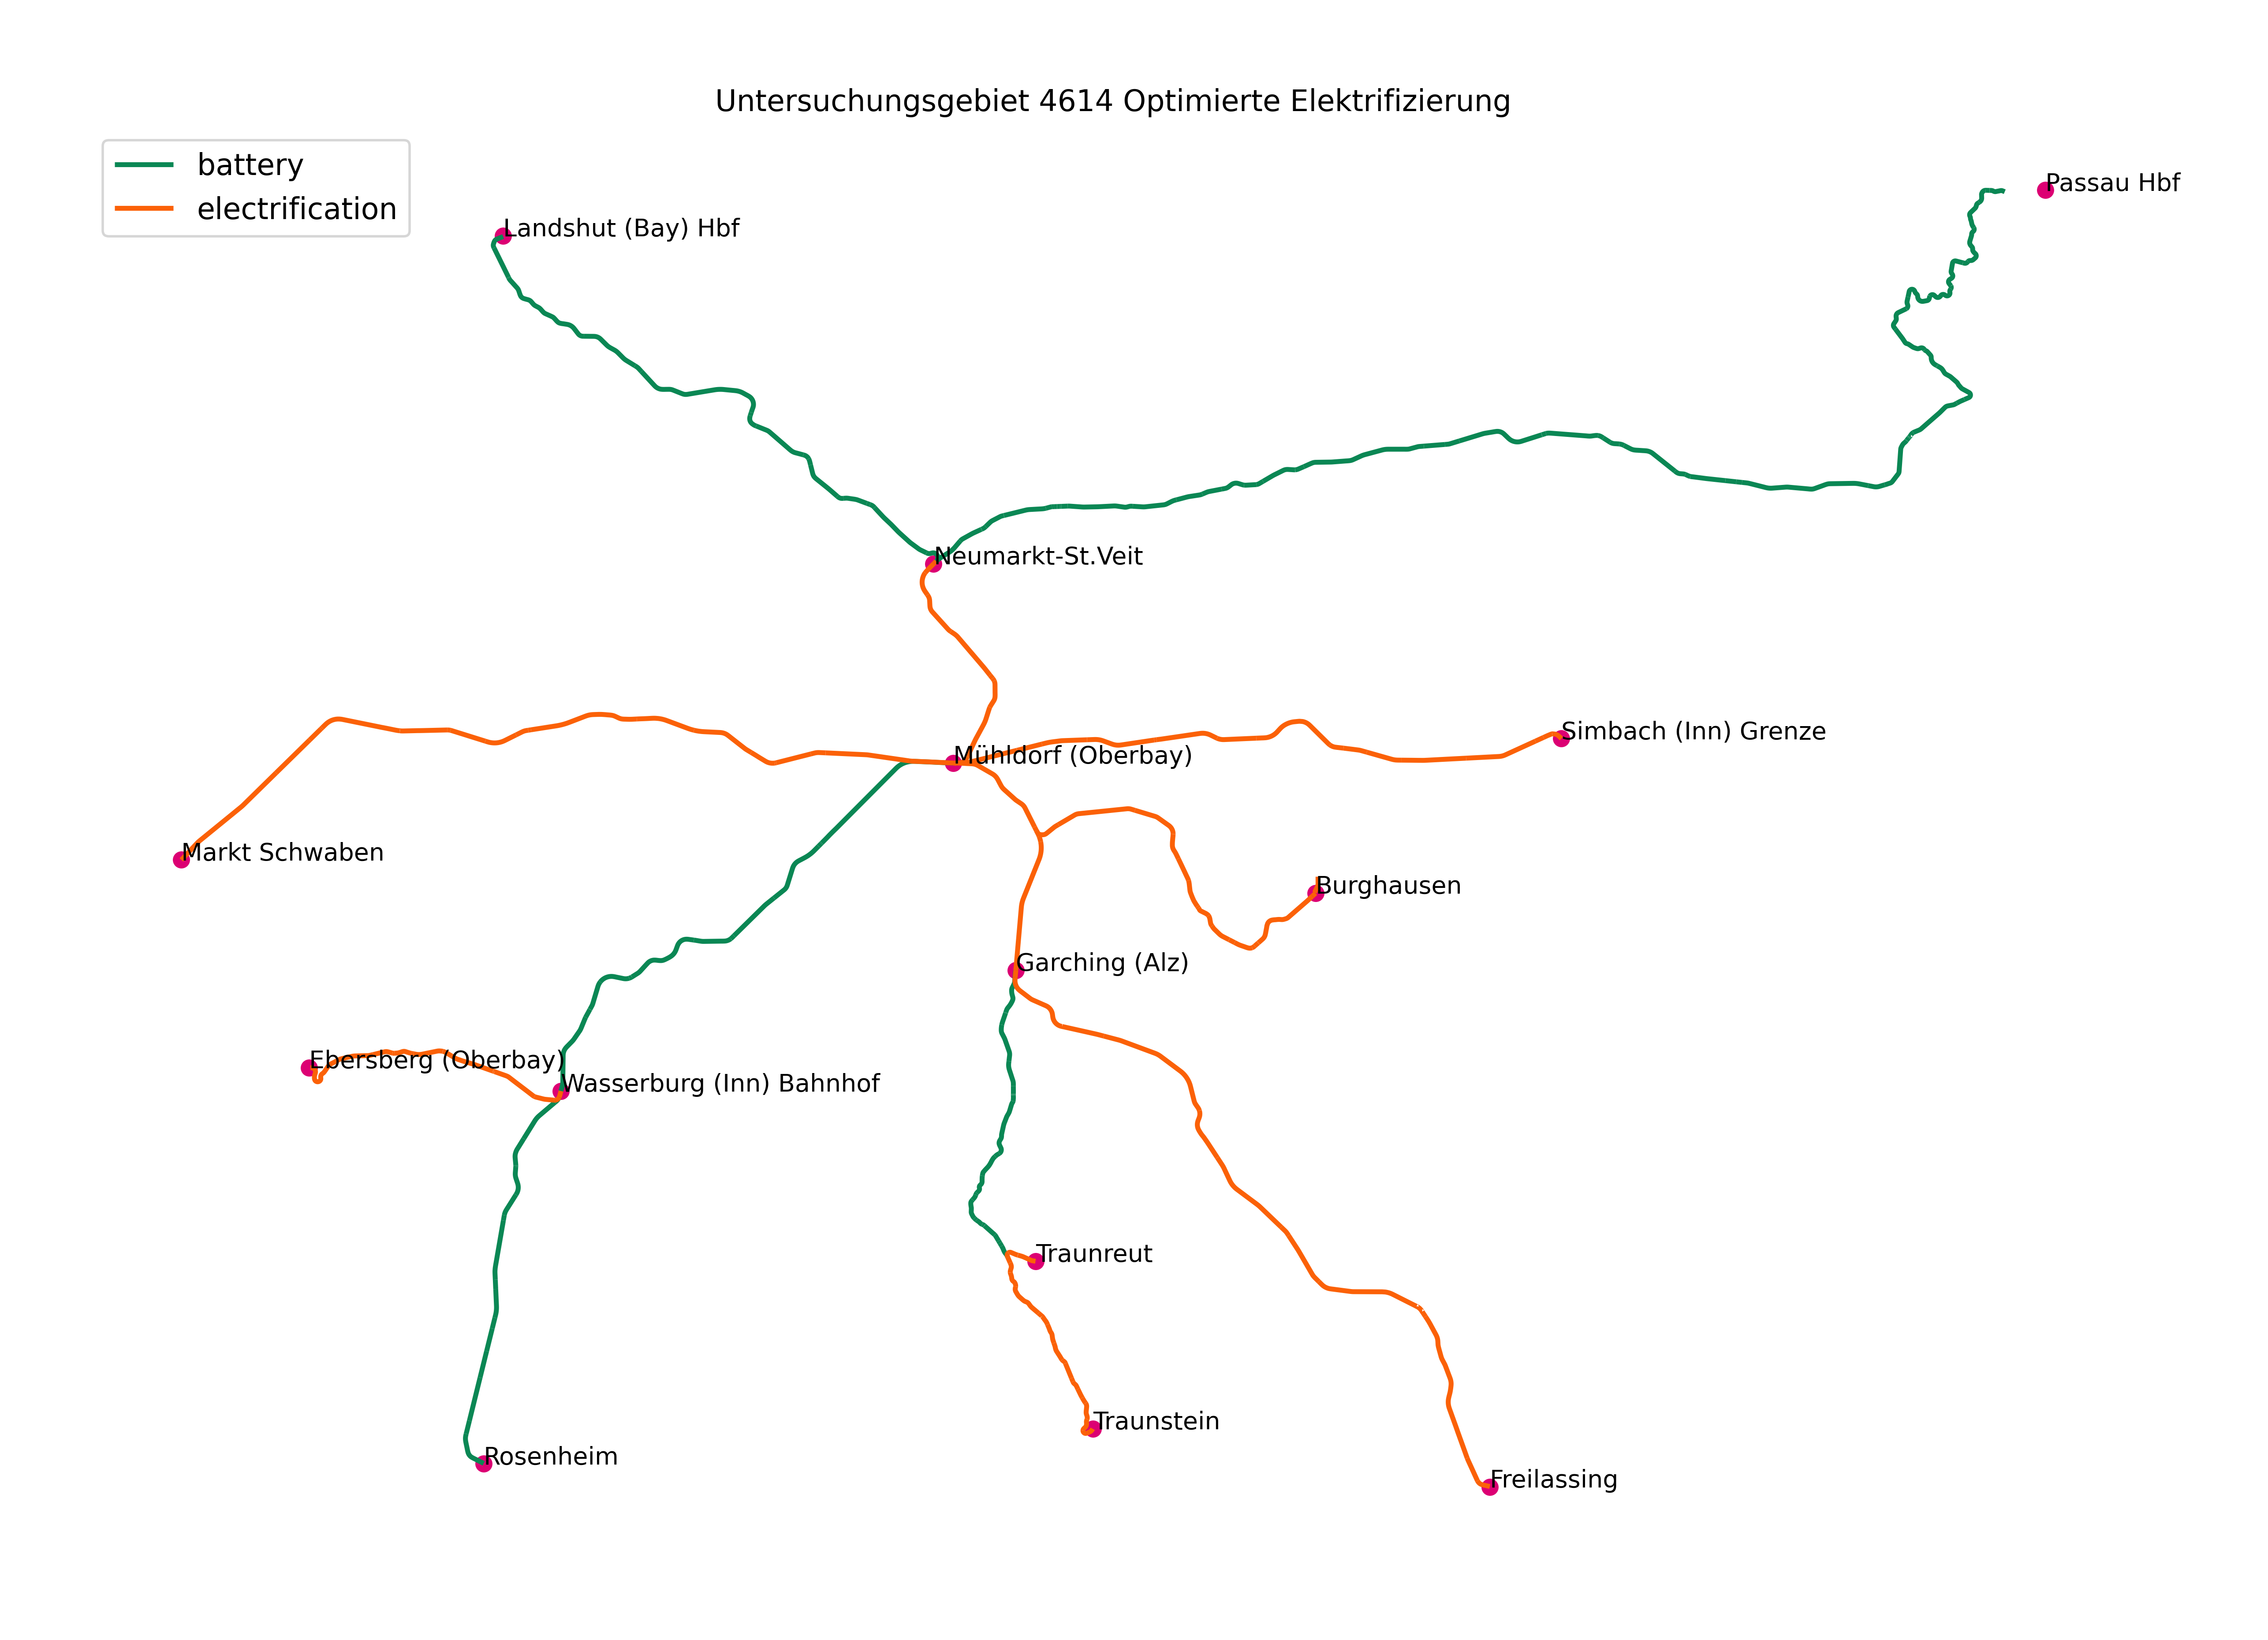 Untersuchungsgebiet 4614 Optimierte Elektrifizierung
battery
electrification
Passau Hbf
Landshut (Bay) Hbf
Neumarkt-St.Veit
Simbach (Inn) Grenze
Mühldorf (Oberbay)
Markt Schwaben
Burghausen
Garching (Alz)
Ebersberg (Oberbay)
Wasserburg (Inn) Bahnhof
Traunreut
Traunstein
Rosenheim
Freilassing